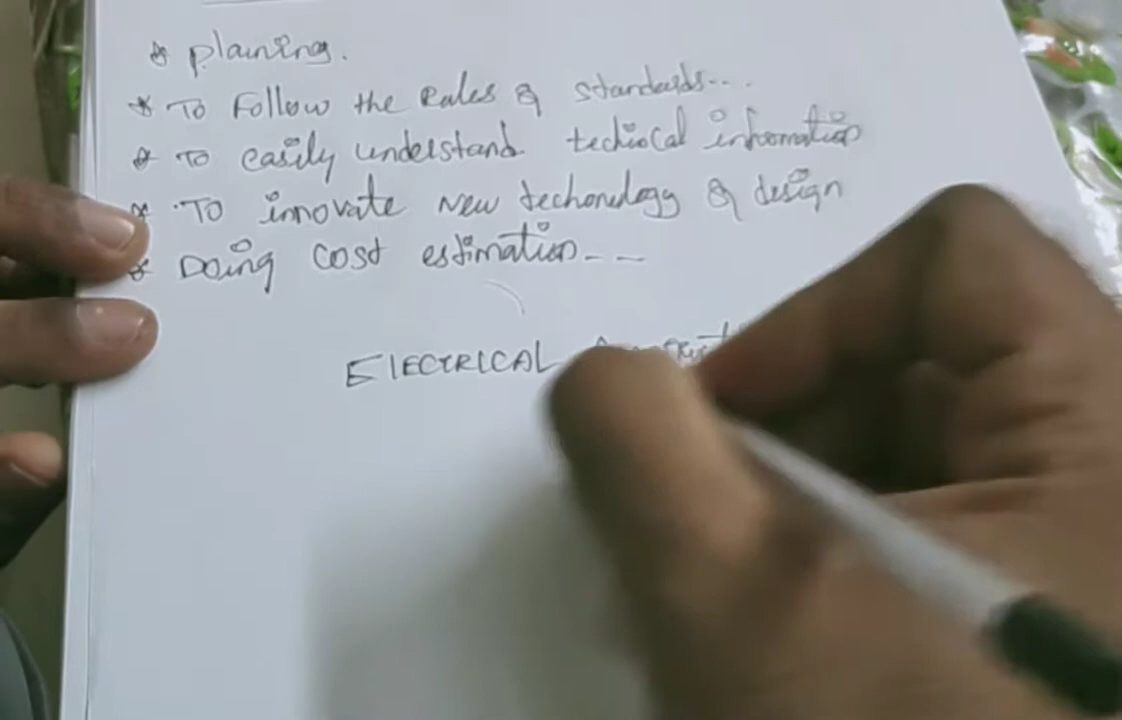 * planing.
* To Follow the Rules & standards....
* To easily understand techiocal information
* To innovate New techonology & design
* Doing cost estimation - -
ElECTRICAL